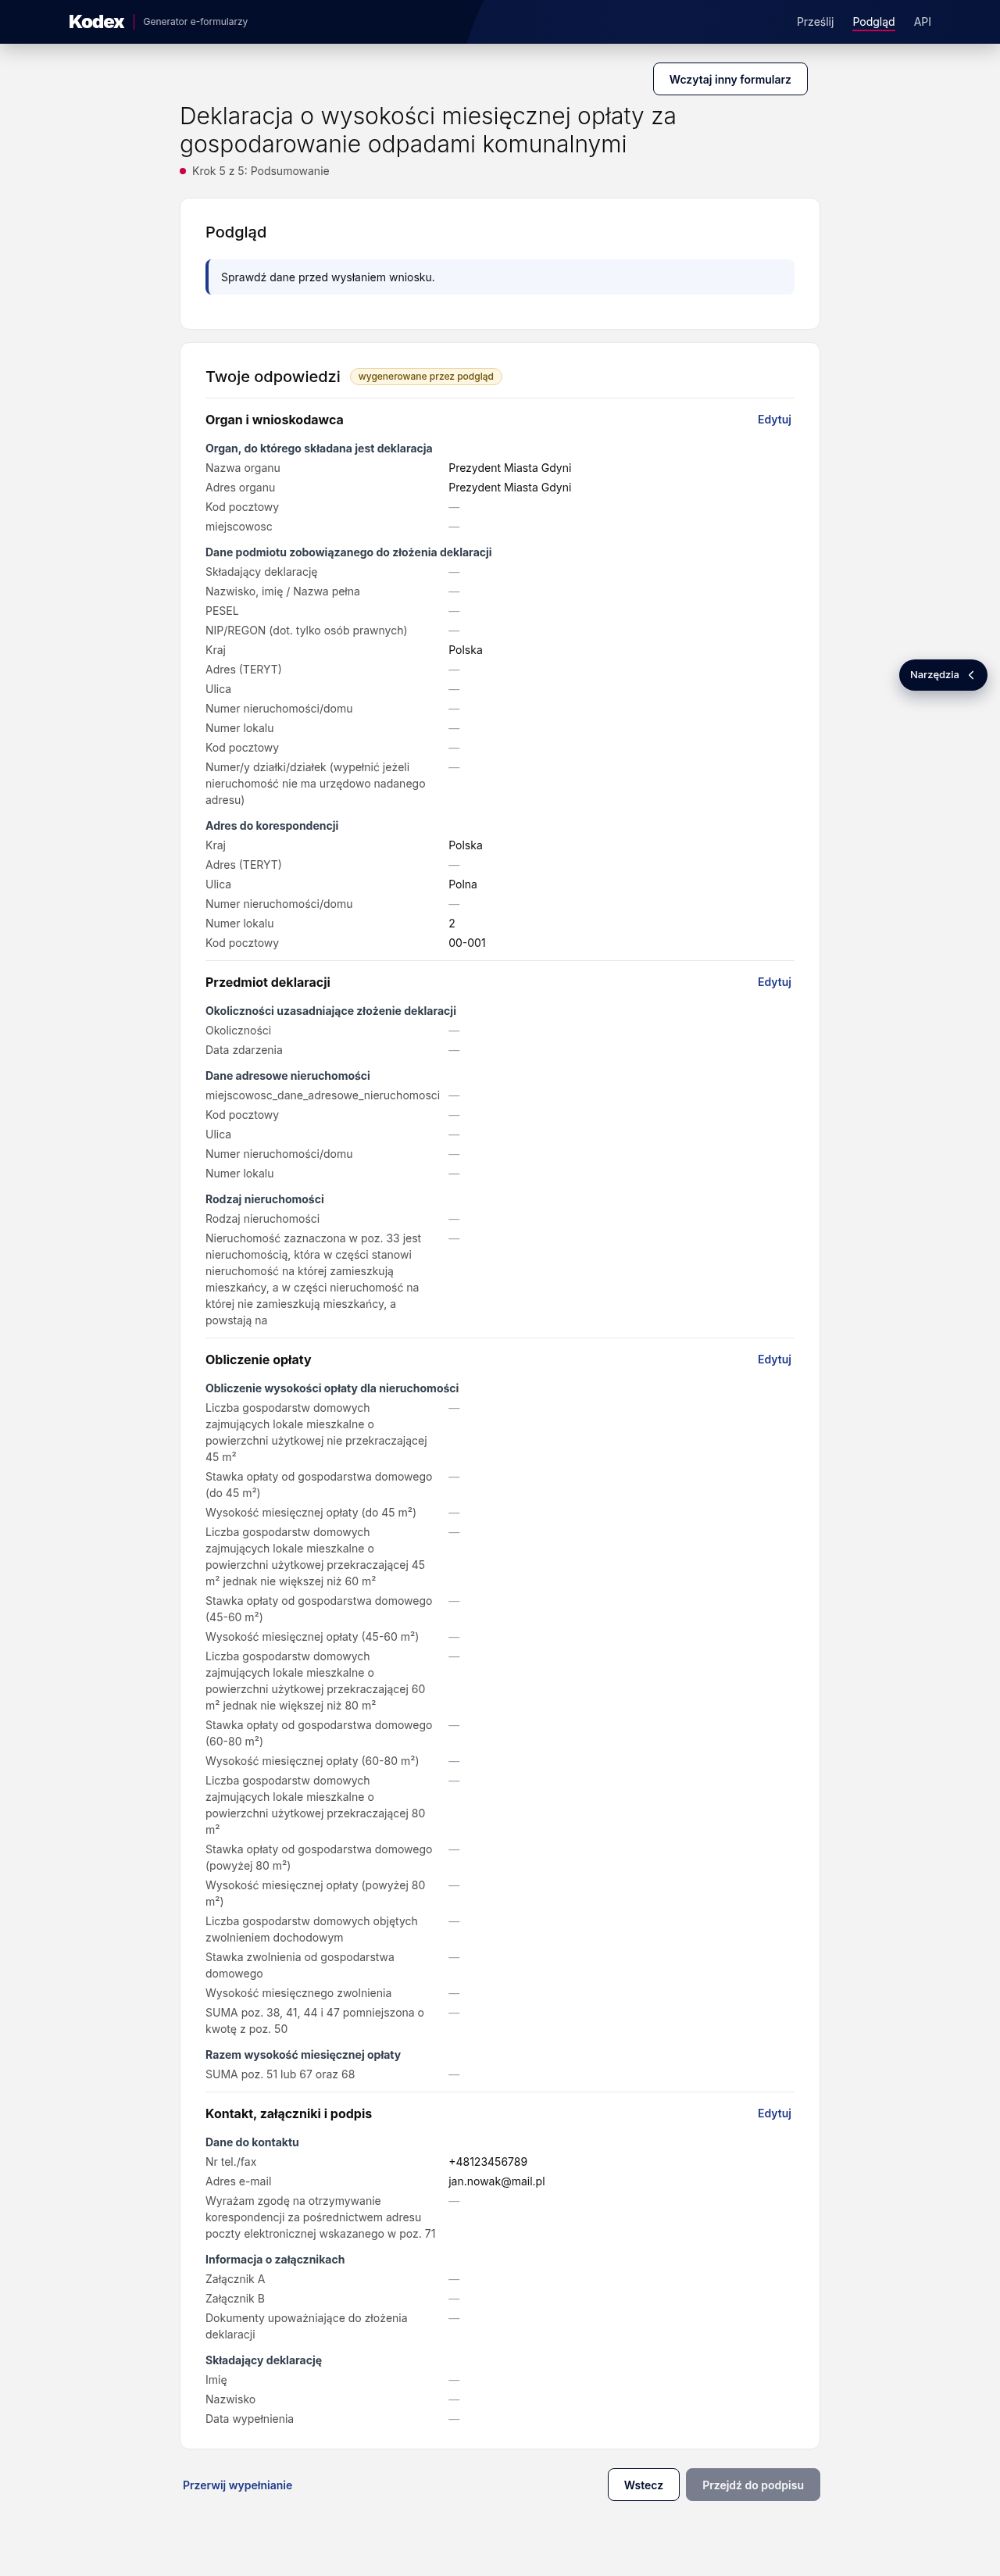 Kodex
Generator e-formularzy
Prześlij
Podgląd
API
Wczytaj inny formularz
Deklaracja o wysokości miesięcznej opłaty za
gospodarowanie odpadami komunalnymi
Krok 5 z 5: Podsumowanie
Podgląd
Sprawdź dane przed wysłaniem wniosku.
Twoje odpowiedzi
wygenerowane przez podgląd
Organ i wnioskodawca
Edytuj
Organ, do którego składana jest deklaracja
Nazwa organu Prezydent Miasta Gdyni
Adres organu Prezydent Miasta Gdyni
Kod pocztowy —
miejscowosc —
Dane podmiotu zobowiązanego do złożenia deklaracji
Składający deklarację —
Nazwisko, imię / Nazwa pełna —
PESEL —
NIP/REGON (dot. tylko osób prawnych) —
Kraj Polska
Adres (TERYT) —
Ulica —
Numer nieruchomości/domu —
Numer lokalu —
Kod pocztowy —
Numer/y działki/działek (wypełnić jeżeli —
nieruchomość nie ma urzędowo nadanego
adresu)
Narzędzia
Adres do korespondencji
Kraj Polska
Adres (TERYT) —
Ulica Polna
Numer nieruchomości/domu —
Numer lokalu 2
Kod pocztowy 00-001
Przedmiot deklaracji
Edytuj
Okoliczności uzasadniające złożenie deklaracji
Okoliczności —
Data zdarzenia —
Dane adresowe nieruchomości
miejscowosc_dane_adresowe_nieruchomosci —
Kod pocztowy —
Ulica —
Numer nieruchomości/domu —
Numer lokalu —
Rodzaj nieruchomości
Rodzaj nieruchomości —
Nieruchomość zaznaczona w poz. 33 jest —
nieruchomością, która w części stanowi
nieruchomość na której zamieszkują
mieszkańcy, a w części nieruchomość na
której nie zamieszkują mieszkańcy, a
powstają na
Obliczenie opłaty
Edytuj
Obliczenie wysokości opłaty dla nieruchomości
Liczba gospodarstw domowych —
zajmujących lokale mieszkalne o
powierzchni użytkowej nie przekraczającej
45 m²
Stawka opłaty od gospodarstwa domowego —
(do 45 m²)
Wysokość miesięcznej opłaty (do 45 m²) —
Liczba gospodarstw domowych —
zajmujących lokale mieszkalne o
powierzchni użytkowej przekraczającej 45
m² jednak nie większej niż 60 m²
Stawka opłaty od gospodarstwa domowego —
(45-60 m²)
Wysokość miesięcznej opłaty (45-60 m²) —
Liczba gospodarstw domowych —
zajmujących lokale mieszkalne o
powierzchni użytkowej przekraczającej 60
m² jednak nie większej niż 80 m²
Stawka opłaty od gospodarstwa domowego —
(60-80 m²)
Wysokość miesięcznej opłaty (60-80 m²) —
Liczba gospodarstw domowych —
zajmujących lokale mieszkalne o
powierzchni użytkowej przekraczającej 80
m²
Stawka opłaty od gospodarstwa domowego —
(powyżej 80 m²)
Wysokość miesięcznej opłaty (powyżej 80 —
m²)
Liczba gospodarstw domowych objętych —
zwolnieniem dochodowym
Stawka zwolnienia od gospodarstwa —
domowego
Wysokość miesięcznego zwolnienia —
SUMA poz. 38, 41, 44 i 47 pomniejszona o —
kwotę z poz. 50
Razem wysokość miesięcznej opłaty
SUMA poz. 51 lub 67 oraz 68 —
Kontakt, załączniki i podpis
Edytuj
Dane do kontaktu
Nr tel./fax +48123456789
Adres e-mail jan.nowak@mail.pl
Wyrażam zgodę na otrzymywanie —
korespondencji za pośrednictwem adresu
poczty elektronicznej wskazanego w poz. 71
Informacja o załącznikach
Załącznik A —
Załącznik B —
Dokumenty upoważniające do złożenia —
deklaracji
Składający deklarację
Imię —
Nazwisko —
Data wypełnienia —
Przerwij wypełnianie
Wstecz
Przejdź do podpisu